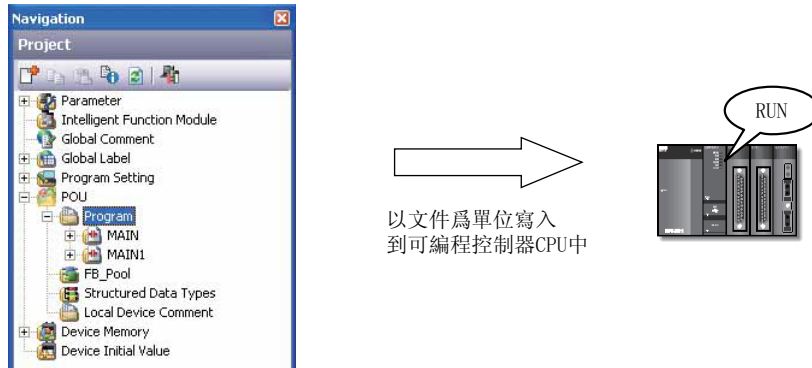 Navigation
Project
Parameter
Intelligent Function Module
Global Comment
Global Label
Program Setting
POU
Program
MAIN
MAIN1
FB_Pool
Structured Data Types
Local Device Comment
Device Memory
Device Initial Value
以文件爲單位寫入
到可編程控制器CPU中
RUN